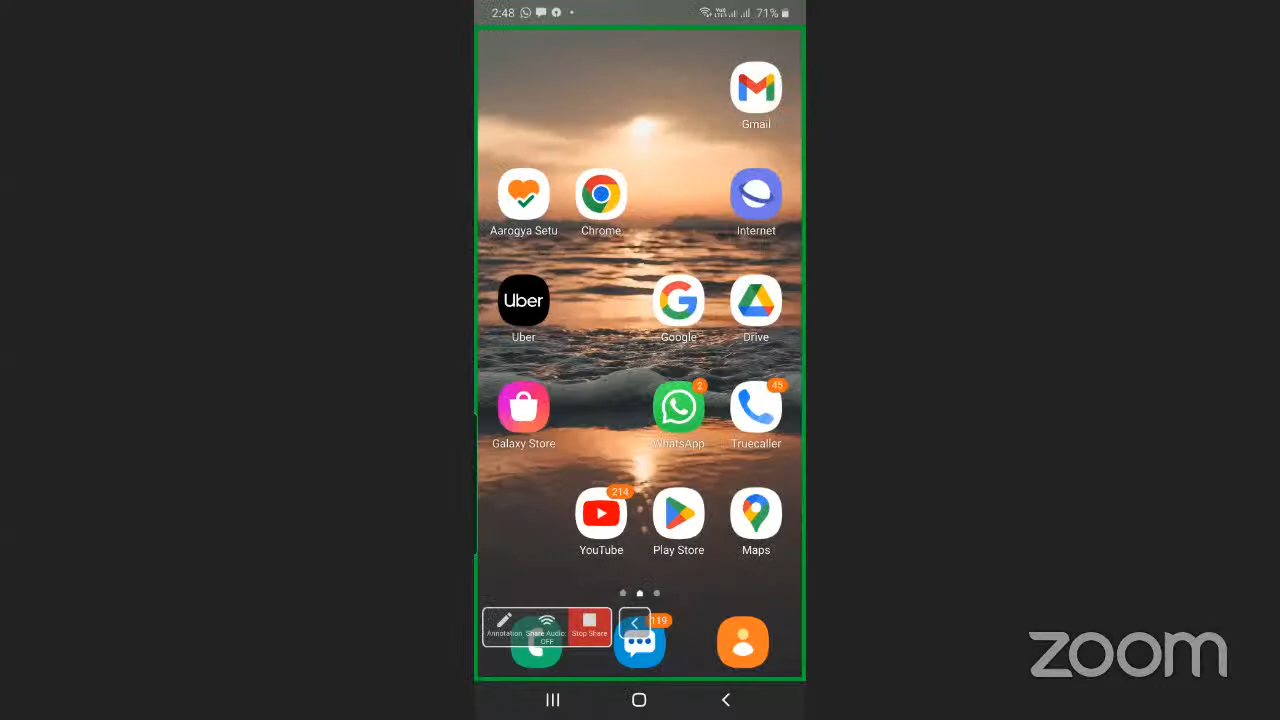 2:48
71%
Gmail
Aarogya Setu
Chrome
Internet
Uber
Uber
Google
Drive
Galaxy Store
2
WhatsApp
45
Truecaller
214
YouTube
Play Store
Maps
Annotation
Share Audio: OFF
Stop Share
119
zoom